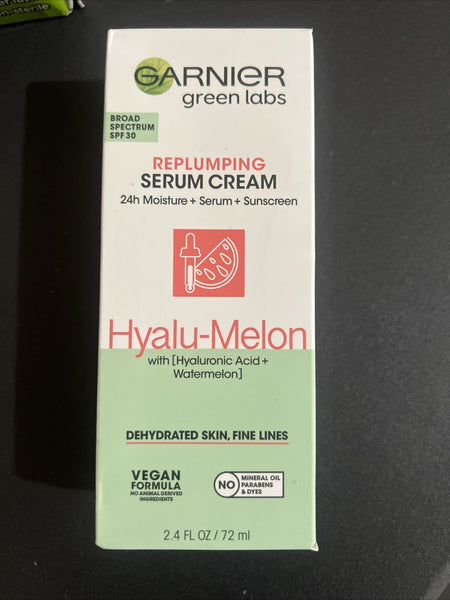 -sterile
GARNIER
green labs
BROAD
SPECTRUM
SPF 30
REPLUMPING
SERUM CREAM
24h Moisture + Serum + Sunscreen
Hyalu-Melon
with [Hyaluronic Acid +
Watermelon]
DEHYDRATED SKIN, FINE LINES
VEGAN
FORMULA
NO ANIMAL DERIVED
INGREDIENTS
NO
MINERAL OIL
PARABENS
& DYES
2.4 FL OZ / 72 ml